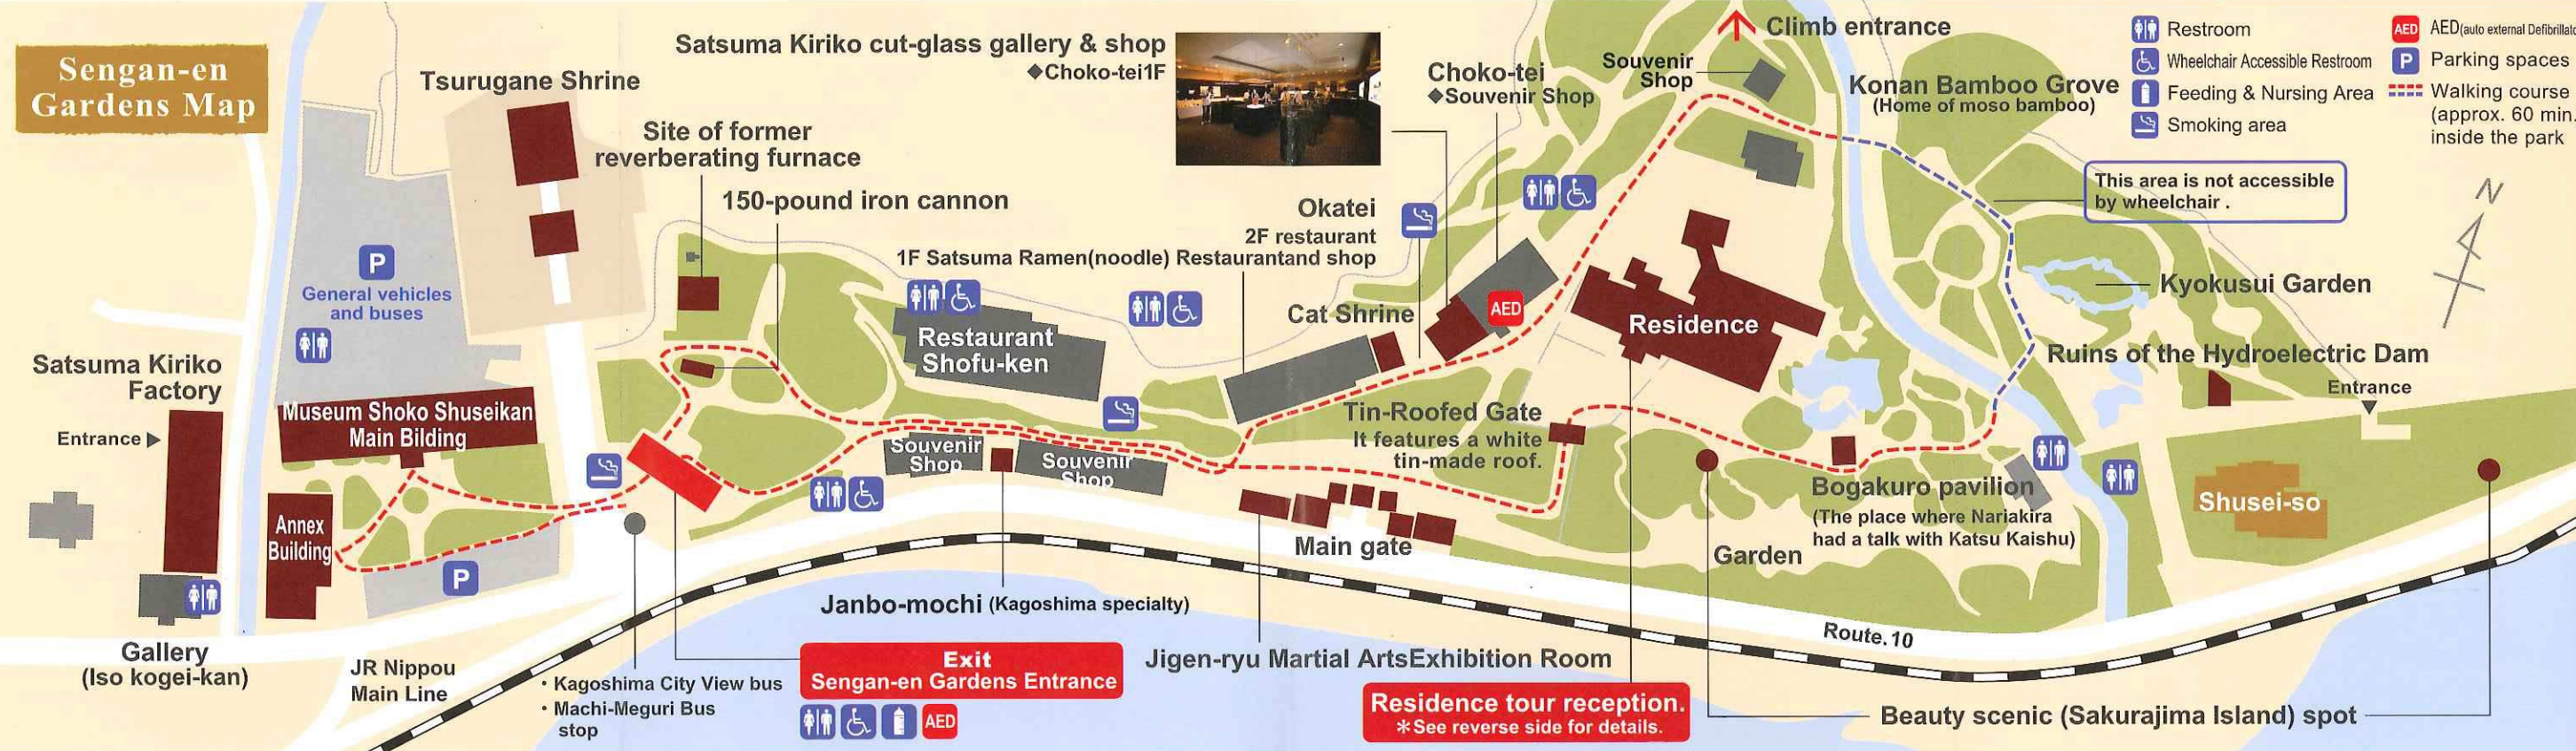 Sengan-en
Gardens Map
Tsurugane Shrine
Satsuma Kiriko cut-glass gallery & shop
◆Choko-tei1F
Site of former
reverberating furnace
150-pound iron cannon
Choko-tei
◆Souvenir Shop
Souvenir
Shop
Climb entrance
Konan Bamboo Grove
(Home of moso bamboo)
Restroom
Wheelchair Accessible Restroom
Feeding & Nursing Area
Smoking area
AED
AED(auto external Defibrillato
P
Parking spaces
Walking course
(approx. 60 min.
inside the park
This area is not accessible
by wheelchair .
N
Okatei
2F restaurant
1F Satsuma Ramen(noodle) Restaurantand shop
P
General vehicles
and buses
Restaurant
Shofu-ken
Cat Shrine
AED
Residence
Kyokusui Garden
Ruins of the Hydroelectric Dam
Entrance
Satsuma Kiriko
Factory
Entrance
Museum Shoko Shuseikan
Main Bilding
Annex
Building
P
Souvenir
Shop
Souvenir
Shop
Tin-Roofed Gate
It features a white
tin-made roof.
Bogakuro pavilion
(The place where Nariakira
had a talk with Katsu Kaishu)
Garden
Shusei-so
Main gate
Janbo-mochi (Kagoshima specialty)
Jigen-ryu Martial ArtsExhibition Room
Route.10
Gallery
(Iso kogei-kan)
JR Nippou
Main Line
・Kagoshima City View bus
・Machi-Meguri Bus
stop
Exit
Sengan-en Gardens Entrance
AED
Residence tour reception.
＊See reverse side for details.
Beauty scenic (Sakurajima Island) spot